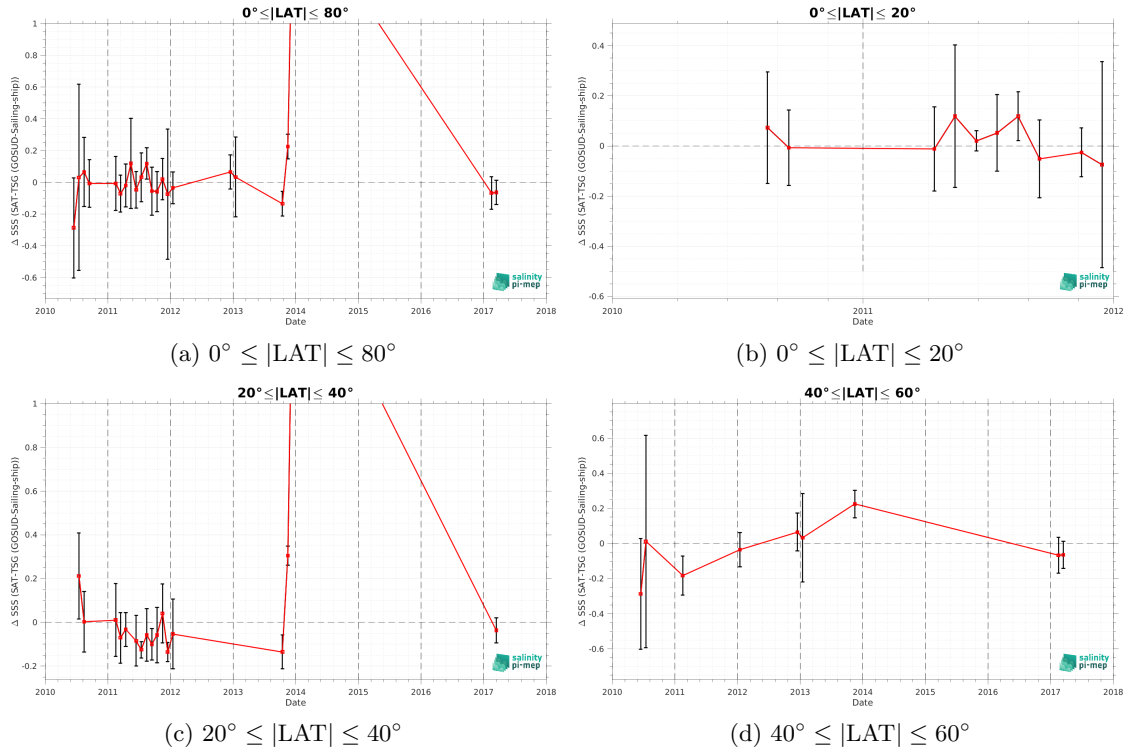 0°≤|LAT|≤ 80°
1
0.8
0.6
0.4
0.2
0
-0.2
-0.4
-0.6
Δ SSS (SAT-TSG (GOSUD-Sailing-ship))
2010 2011 2012 2013 2014 2015 2016 2017 2018
Date
salinity
pi-mep
(a) 0° ≤ |LAT| ≤ 80°
0°≤|LAT|≤ 20°
0.4
0.2
0
-0.2
-0.4
-0.6
Δ SSS (SAT-TSG (GOSUD-Sailing-ship))
2010 2011 2012
Date
salinity
pi-mep
(b) 0° ≤ |LAT| ≤ 20°
20°≤|LAT|≤ 40°
1
0.8
0.6
0.4
0.2
0
-0.2
Δ SSS (SAT-TSG (GOSUD-Sailing-ship))
2010 2011 2012 2013 2014 2015 2016 2017 2018
Date
salinity
pi-mep
(c) 20° ≤ |LAT| ≤ 40°
40°≤|LAT|≤ 60°
0.6
0.4
0.2
0
-0.2
-0.4
-0.6
Δ SSS (SAT-TSG (GOSUD-Sailing-ship))
2010 2011 2012 2013 2014 2015 2016 2017 2018
Date
salinity
pi-mep
(d) 40° ≤ |LAT| ≤ 60°